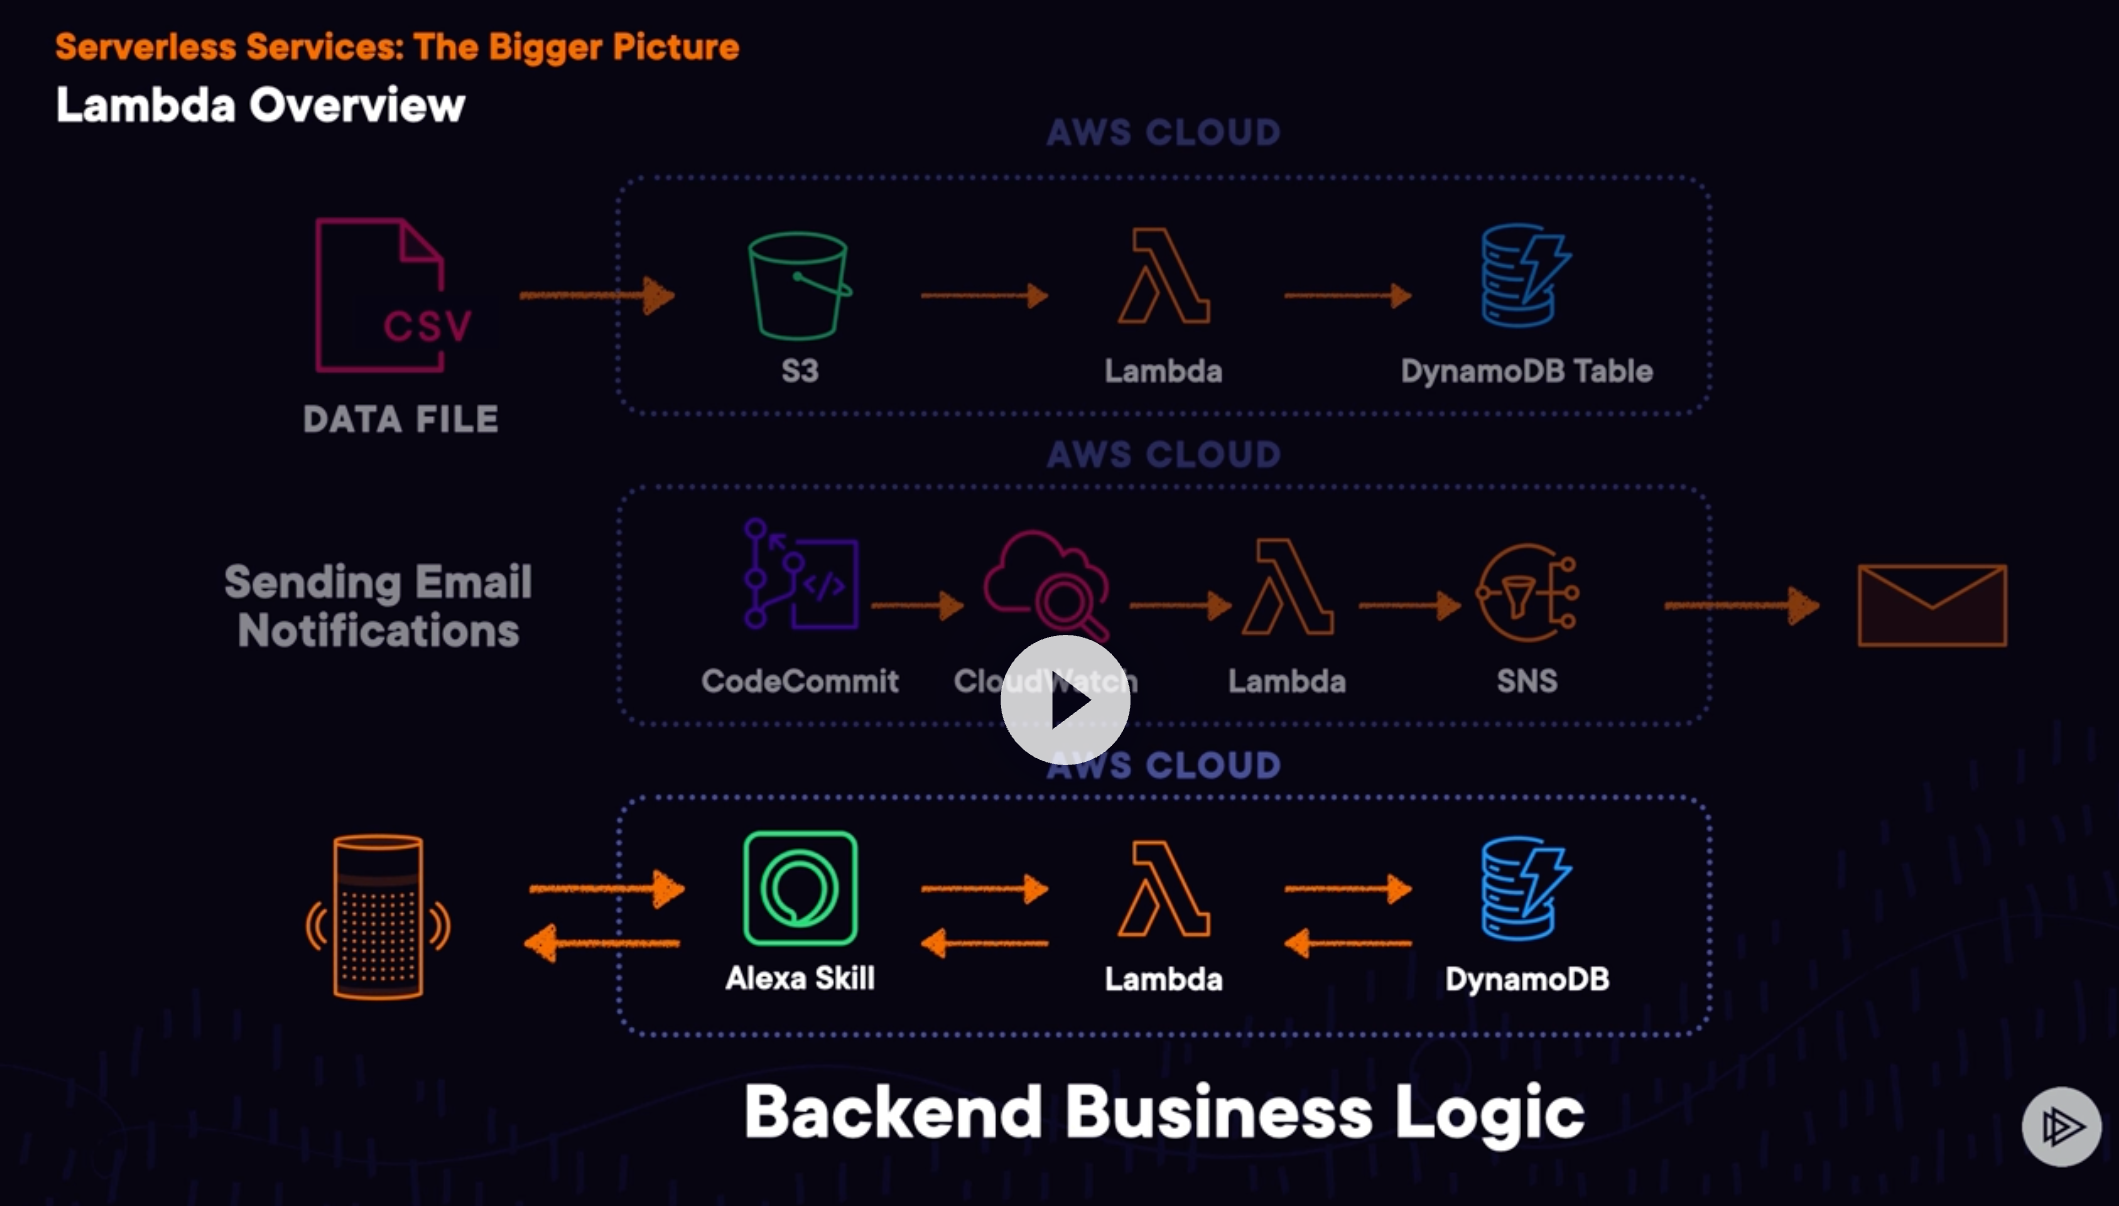 Serverless Services: The Bigger Picture
Lambda Overview
AWS CLOUD
CSV
DATA FILE
S3
Lambda
DynamoDB Table
AWS CLOUD
Sending Email
Notifications
</>
CodeCommit
CloudWatch
Lambda
SNS
AWS CLOUD
Alexa Skill
Lambda
DynamoDB
Backend Business Logic